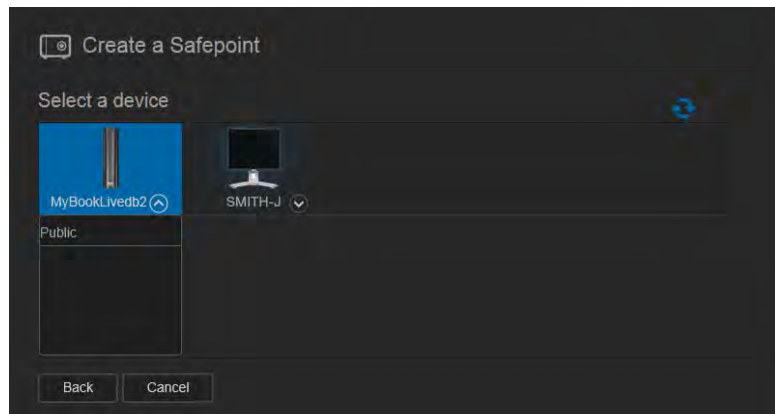 Create a Safepoint
Select a device
MyBookLivedb2
SMITH-J
Public
Back
Cancel